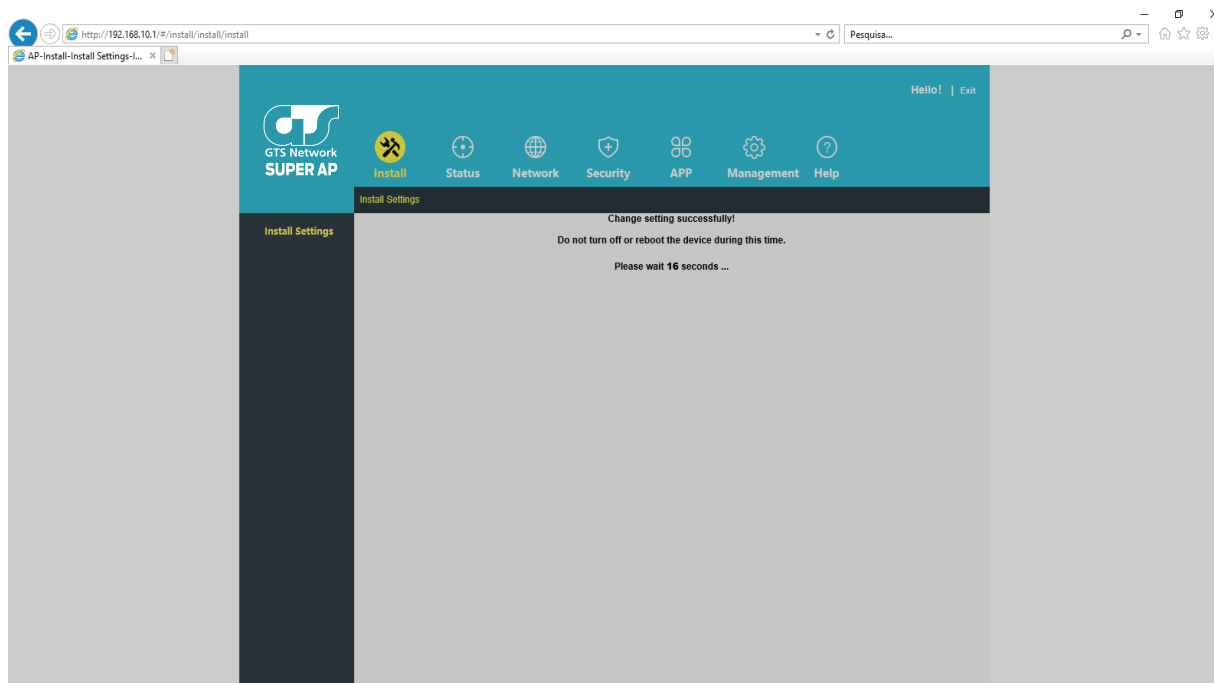 http://192.168.10.1/#/install/install/install
Pesquisa...
AP-Install-Install Settings-I...
Hello! | Exit
GTS Network
SUPER AP
Install
Status
Network
Security
APP
Management
Help
Install Settings
Install Settings
Change setting successfully!
Do not turn off or reboot the device during this time.
Please wait 16 seconds ...